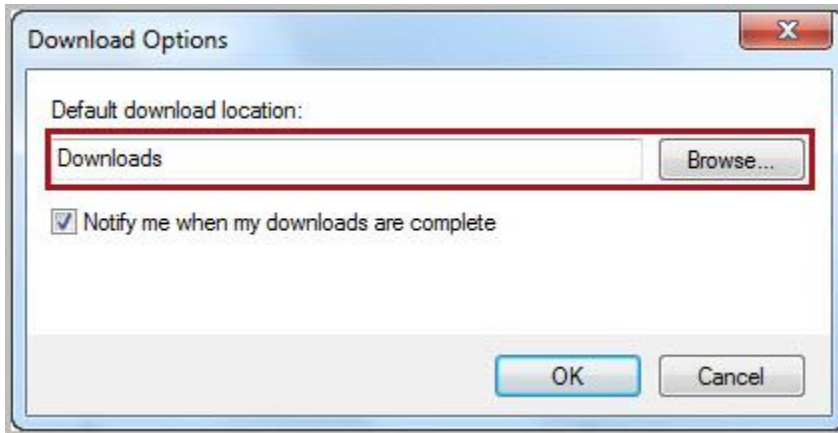 Download Options
Default download location:
Downloads
Browse...
Notify me when my downloads are complete
OK
Cancel